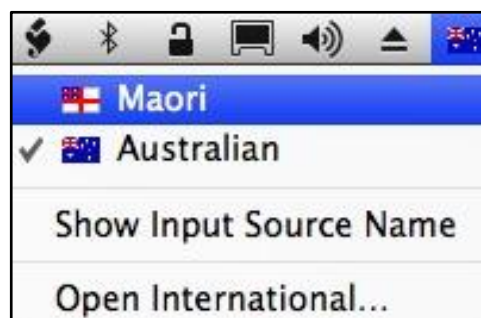 Maori
Australian
Show Input Source Name
Open International...